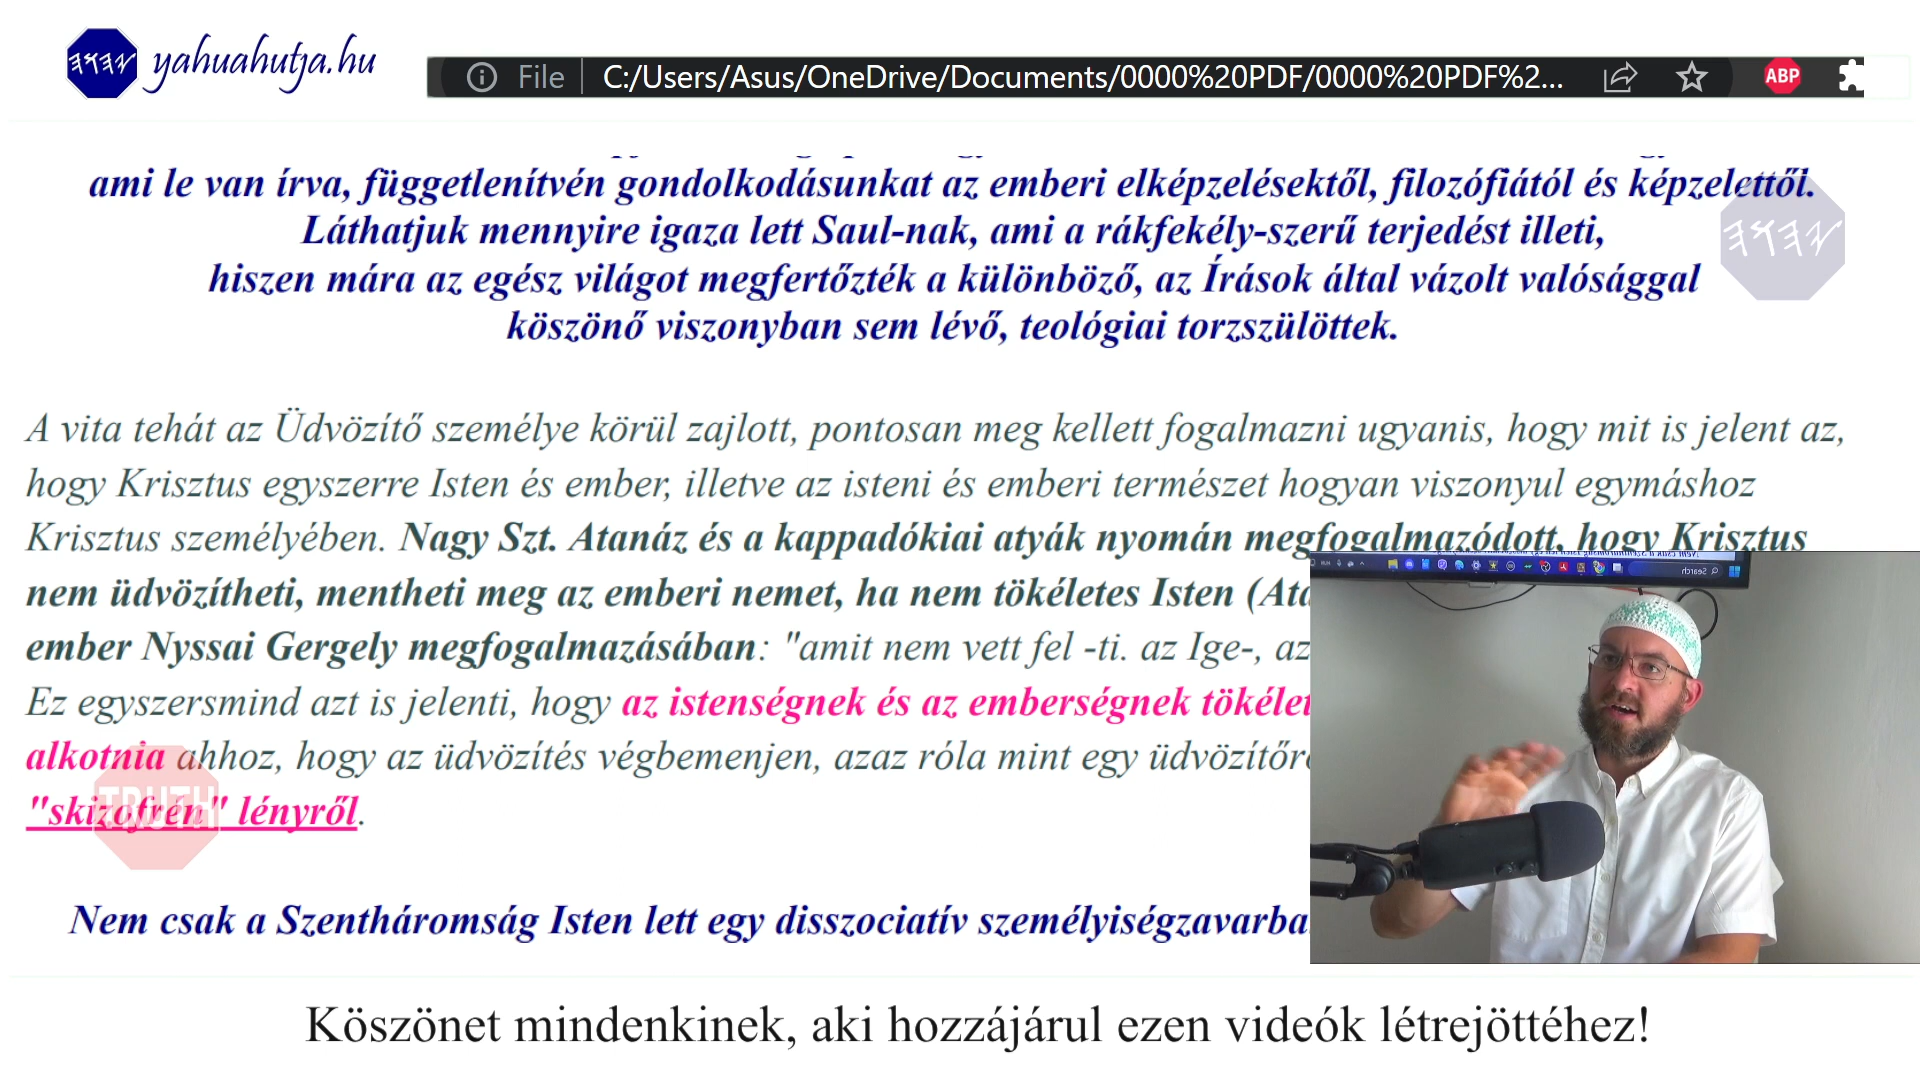 yahuahutja.hu
File
C:/Users/Asus/OneDrive/Documents/0000%20PDF/0000%20PDF%2...
ABP
ami le van írva, függetlenítvén gondolkodásunkat az emberi elképzelésektől, filozófiától és képzelettől.
Láthatjuk mennyire igaza lett Saul-nak, ami a rákfekély-szerű terjedést illeti,
hiszen mára az egész világot megfertőzték a különböző, az Írások által vázolt valósággal
köszönő viszonyban sem lévő, teológiai torzszülöttek.
A vita tehát az Üdvözítő személye körül zajlott, pontosan meg kellett fogalmazni ugyanis, hogy mit is jelent az,
hogy Krisztus egyszerre Isten és ember, illetve az isteni és emberi természet hogyan viszonyul egymáshoz
Krisztus személyében. Nagy Szt. Atanáz és a kappadókiai atyák nyomán megfogalmazódott, hogy Krisztus
nem üdvözítheti, mentheti meg az emberi nemet, ha nem tökéletes Isten
ember Nyssai Gergely megfogalmazásában: "amit nem vett fel -ti. az Ige-, az
Ez egyszersmind azt is jelenti, hogy az istenségnek és az emberségnek
alkotnia ahhoz, hogy az üdvözítés végbemenjen, azaz róla mint egy
"skizofrén" lényről.
TRUTH
Nem csak a Szentháromság Isten lett egy disszociatív
Search
Köszönet mindenkinek, aki hozzájárul ezen videók létrejöttéhez!